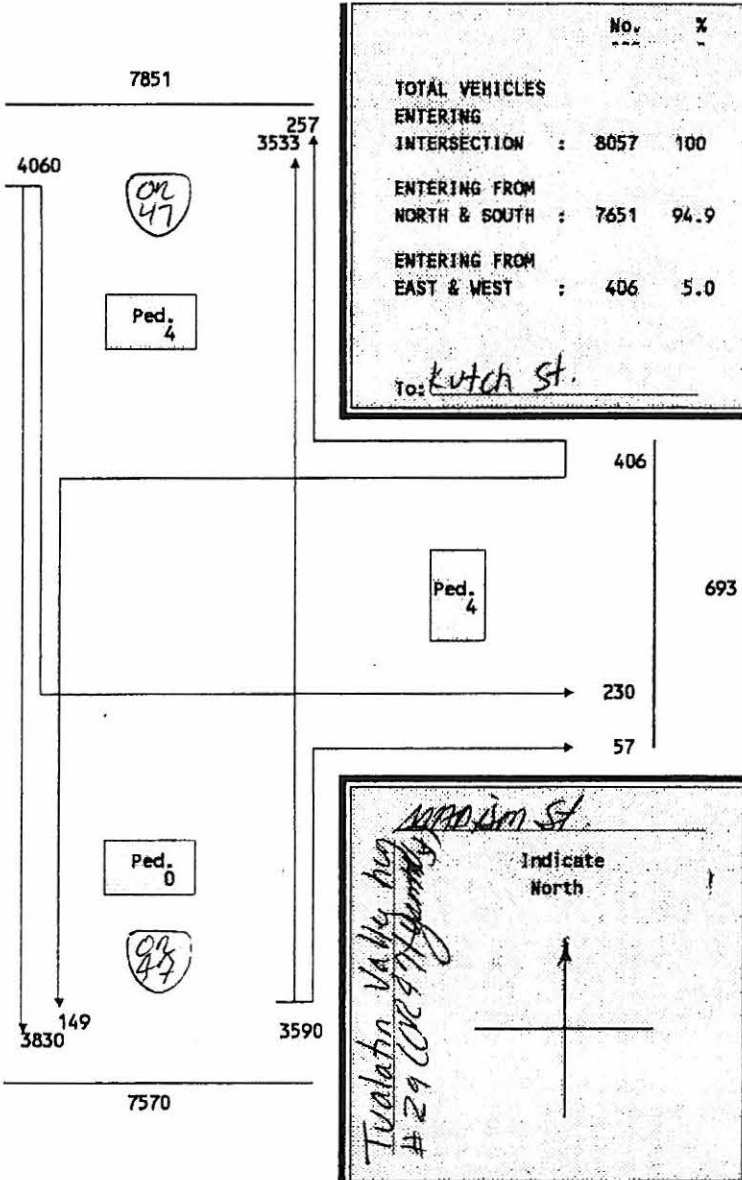 No. %
TOTAL VEHICLES
ENTERING
INTERSECTION : 8057 100
ENTERING FROM
NORTH & SOUTH : 7651 94.9
ENTERING FROM
EAST & WEST : 406 5.0
To: Kutch St.
7851
257
3533
4060
OR
47
Ped.
4
406
Ped.
4
693
230
57
Ped.
0
OR
47
149
3830
3590
7570
St.
Indicate
North
Tualatin Valley hwy
#29 (OR 47